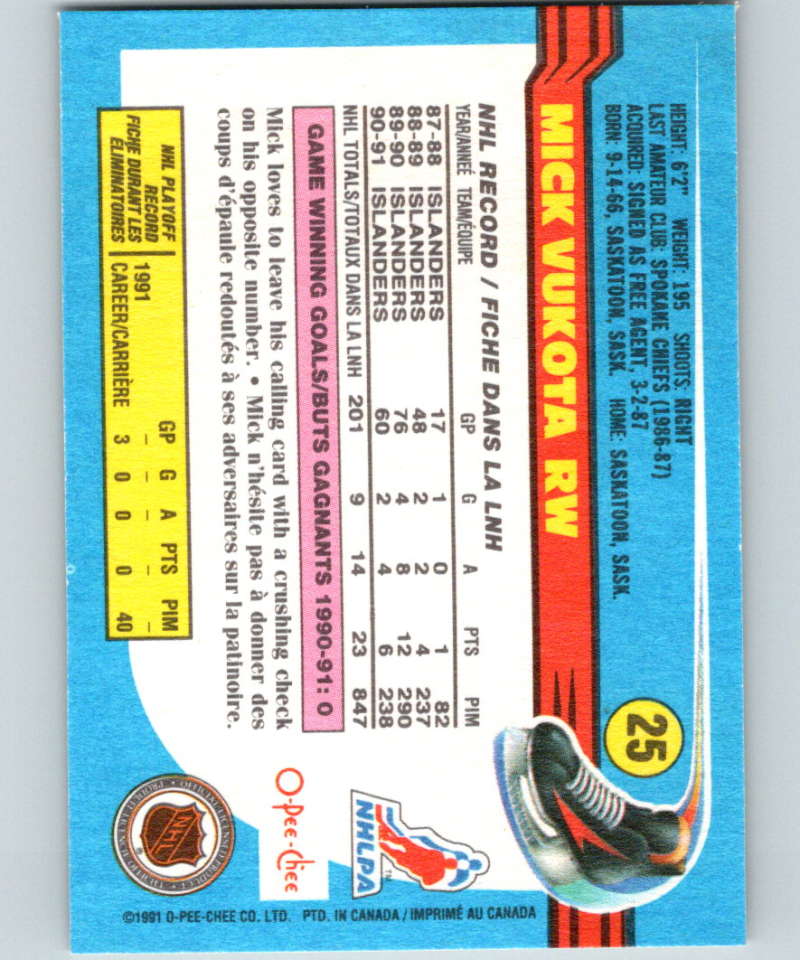 HEIGHT: 6'2" WEIGHT: 195 SHOOTS: RIGHT
LAST AMATEUR CLUB: SPOKANE CHIEFS (1986-87)
ACQUIRED: SIGNED AS FREE AGENT, 3-2-87
BORN: 9-14-66, SASKATOON, SASK. HOME: SASKATOON, SASK.
25
MICK VUKOTA RW
NHL RECORD / FICHE DANS LA LNH
YEAR/ANNÉE TEAM/ÉQUIPE GP G A PTS PIM
87-88 ISLANDERS 17 1 0 1 82
88-89 ISLANDERS 48 2 2 4 237
89-90 ISLANDERS 76 4 8 12 290
90-91 ISLANDERS 60 2 4 6 238
NHL TOTALS/TOTAUX DANS LA LNH 201 9 14 23 847
GAME WINNING GOALS/BUTS GAGNANTS 1990-91: 0
Mick loves to leave his calling card with a crushing check
on his opposite number. • Mick n'hésite pas à donner des
coups d'épaule redoutés à ses adversaires sur la patinoire.
NHL PLAYOFF
RECORD
FICHE DURANT LES
ÉLIMINATOIRES
GP G A PTS PIM
1991 – – – – –
CAREER/CARRIÈRE 3 0 0 0 40
NHLPA
TM
O-Pee-Chee
NHL
©1991 O-PEE-CHEE CO. LTD. PTD. IN CANADA / IMPRIMÉ AU CANADA